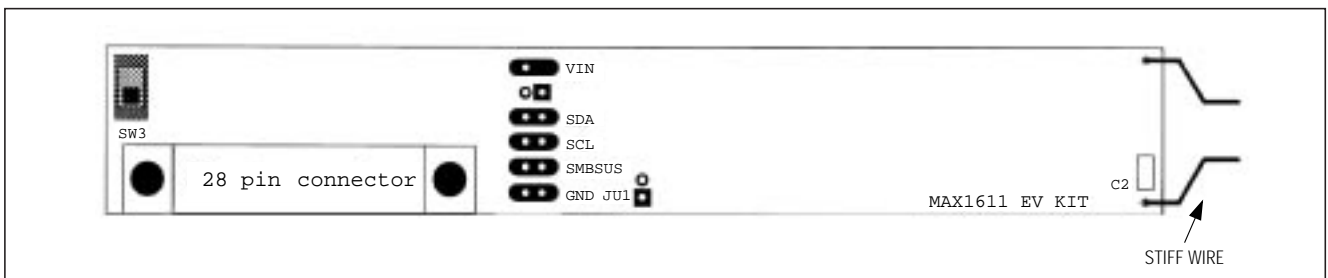 VIN
SDA
SW3
SCL
28 pin connector
SMBSUS
C2
GND JU1
MAX1611 EV KIT
STIFF WIRE